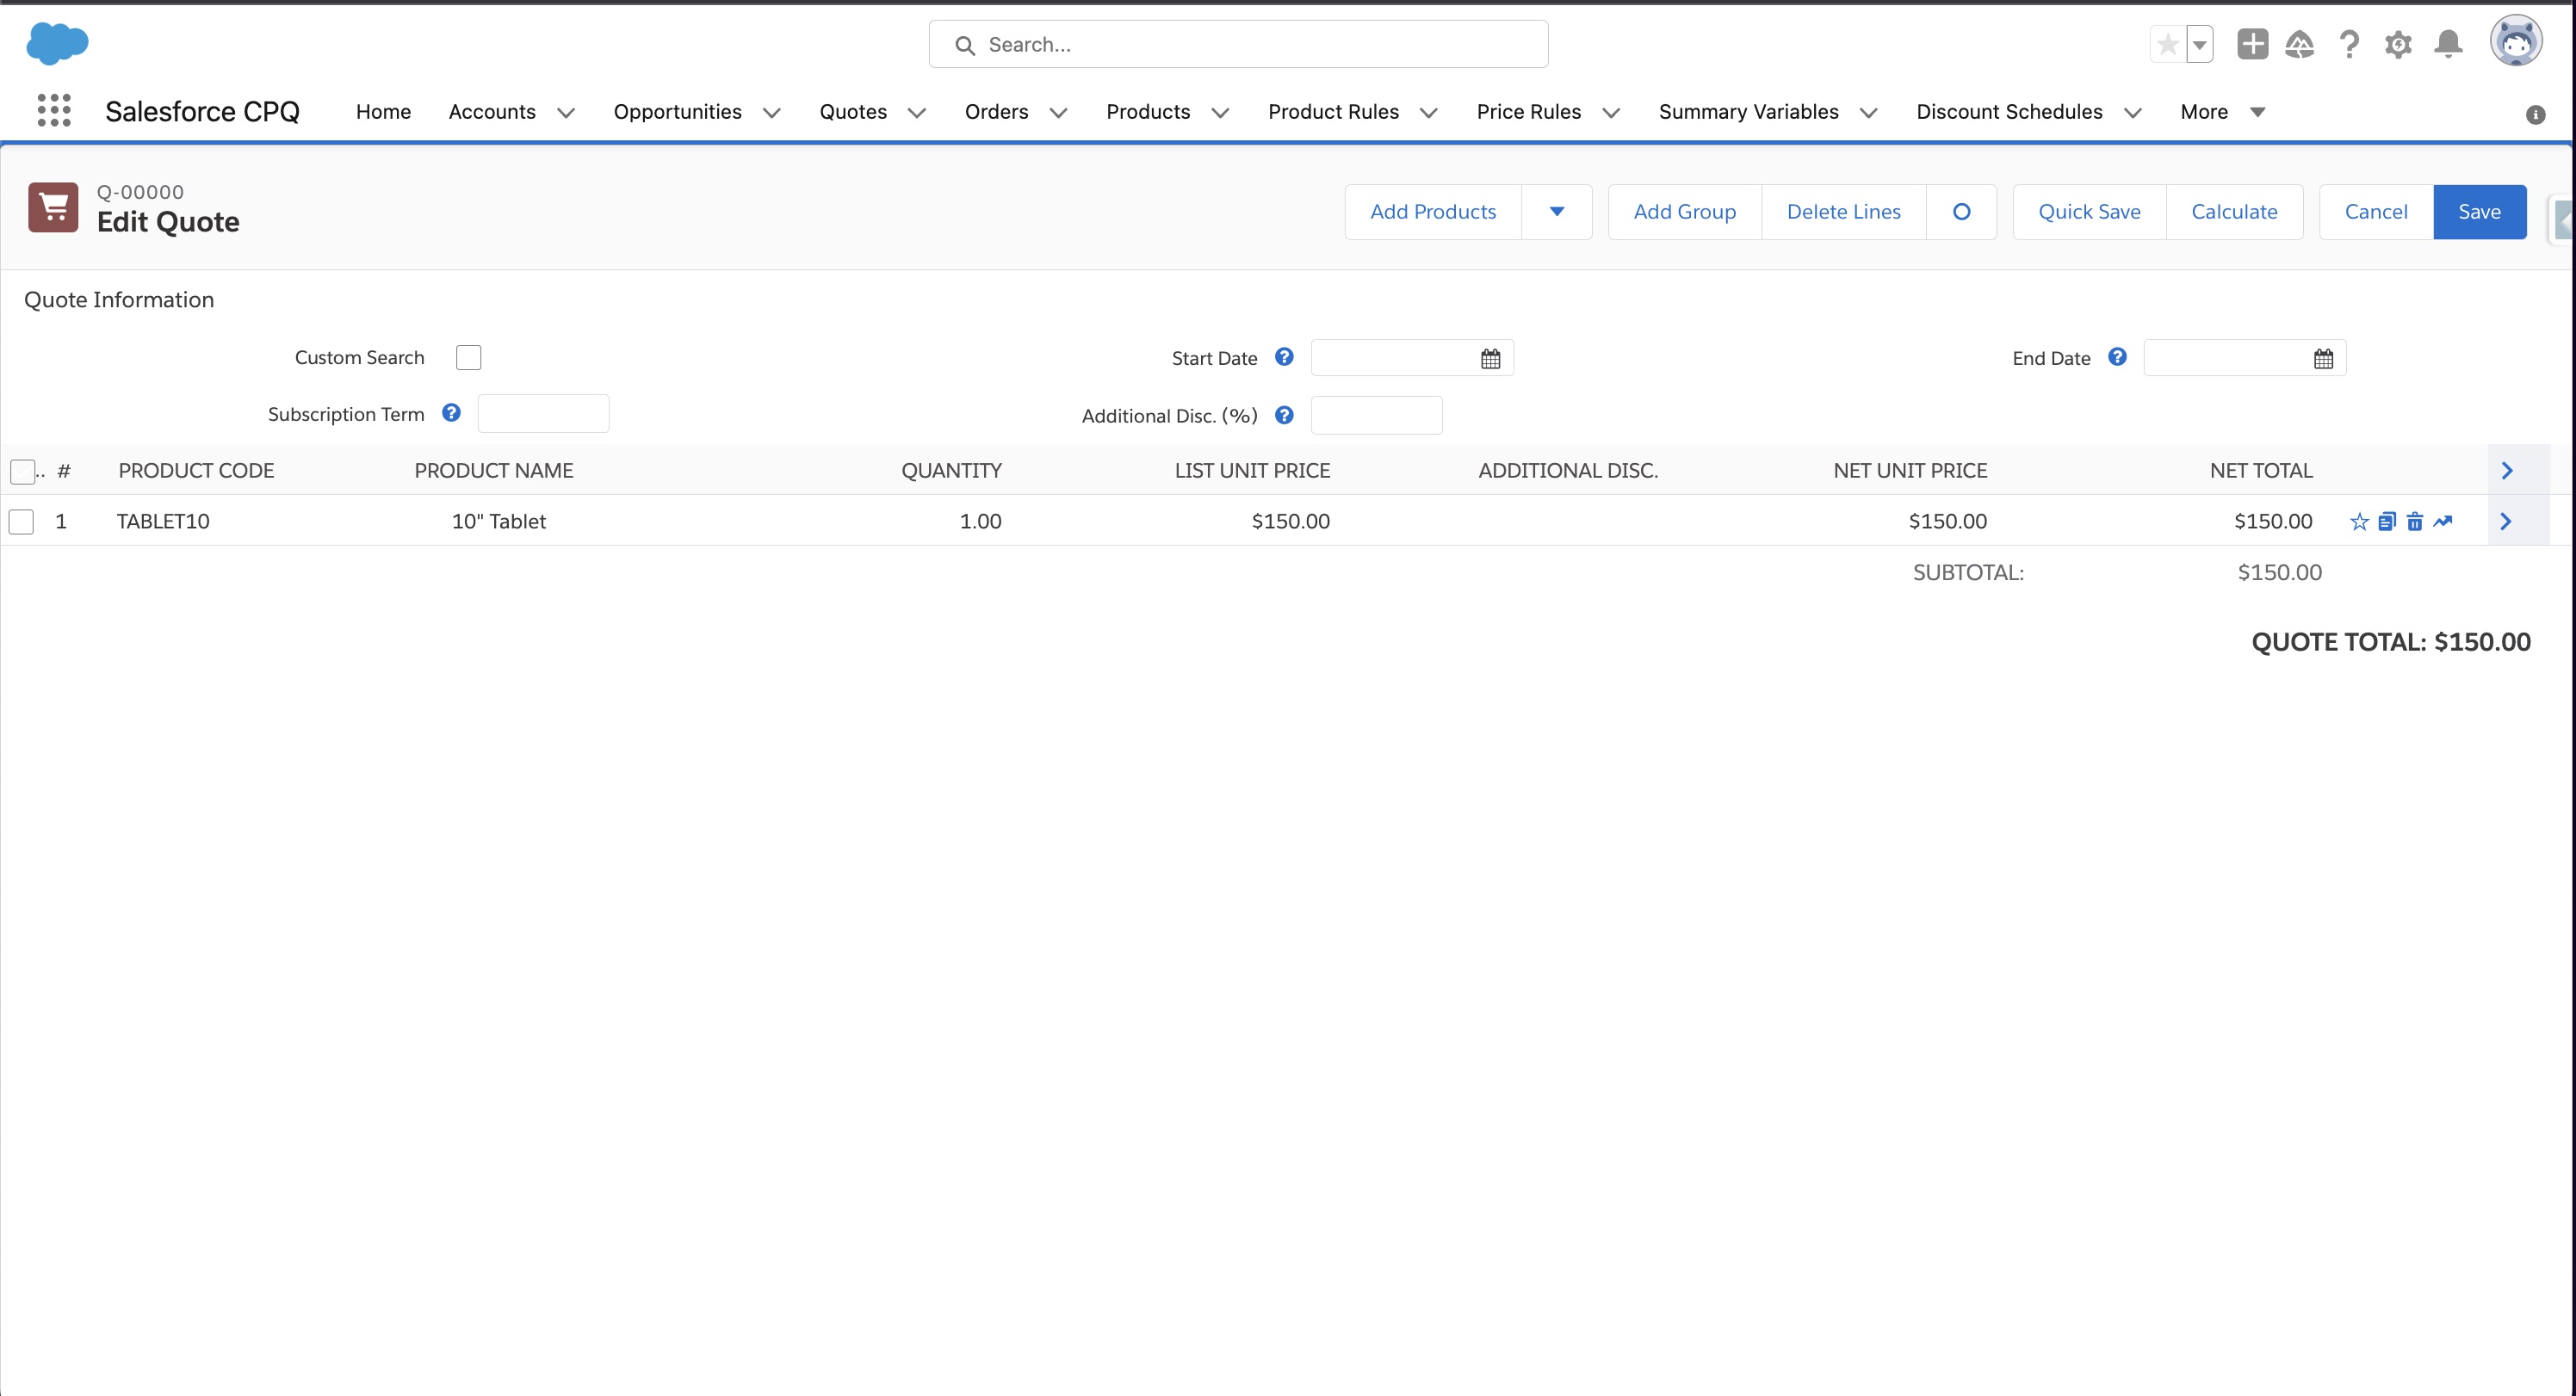 Search...
Salesforce CPQ Home Accounts Opportunities Quotes Orders Products Product Rules Price Rules Summary Variables Discount Schedules More
Q-00000
Edit Quote
Add Products Add Group Delete Lines Quick Save Calculate Cancel Save
Quote Information
Custom Search Start Date End Date
Subscription Term Additional Disc. (%)
.. # PRODUCT CODE PRODUCT NAME QUANTITY LIST UNIT PRICE ADDITIONAL DISC. NET UNIT PRICE NET TOTAL
1 TABLET10 10" Tablet 1.00 $150.00 $150.00 $150.00
SUBTOTAL: $150.00
QUOTE TOTAL: $150.00